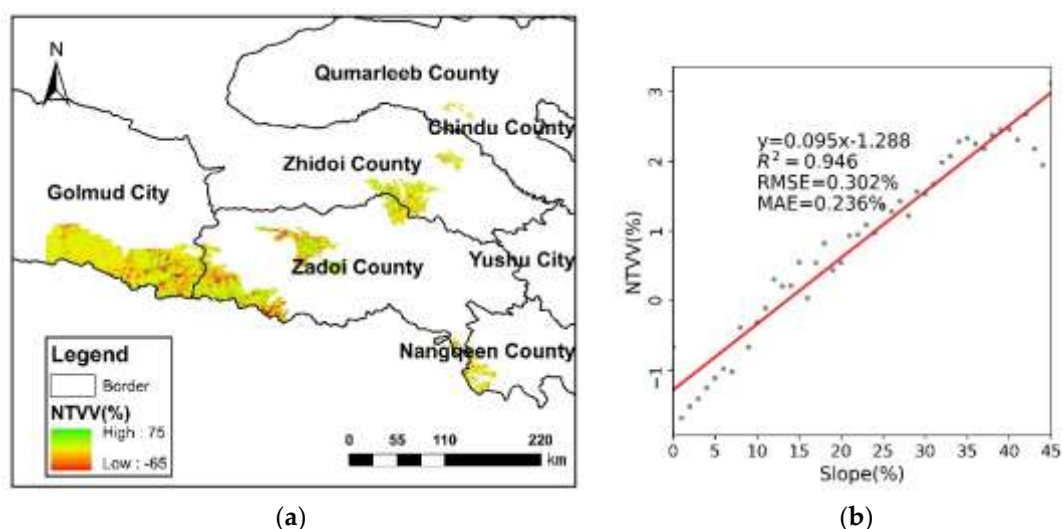 N
Qumarleeb County
Chindu County
Zhidoi County
Golmud City
Zadoi County
Yushu City
Nangqeen County
Legend
Border
NTVV(%)
High : 75
Low : -65
0 55 110 220
km
(a)
y=0.095x-1.288
R² = 0.946
RMSE=0.302%
MAE=0.236%
NTVV(%)
3
2
1
0
−1
0 5 10 15 20 25 30 35 40 45
Slope(%)
(b)